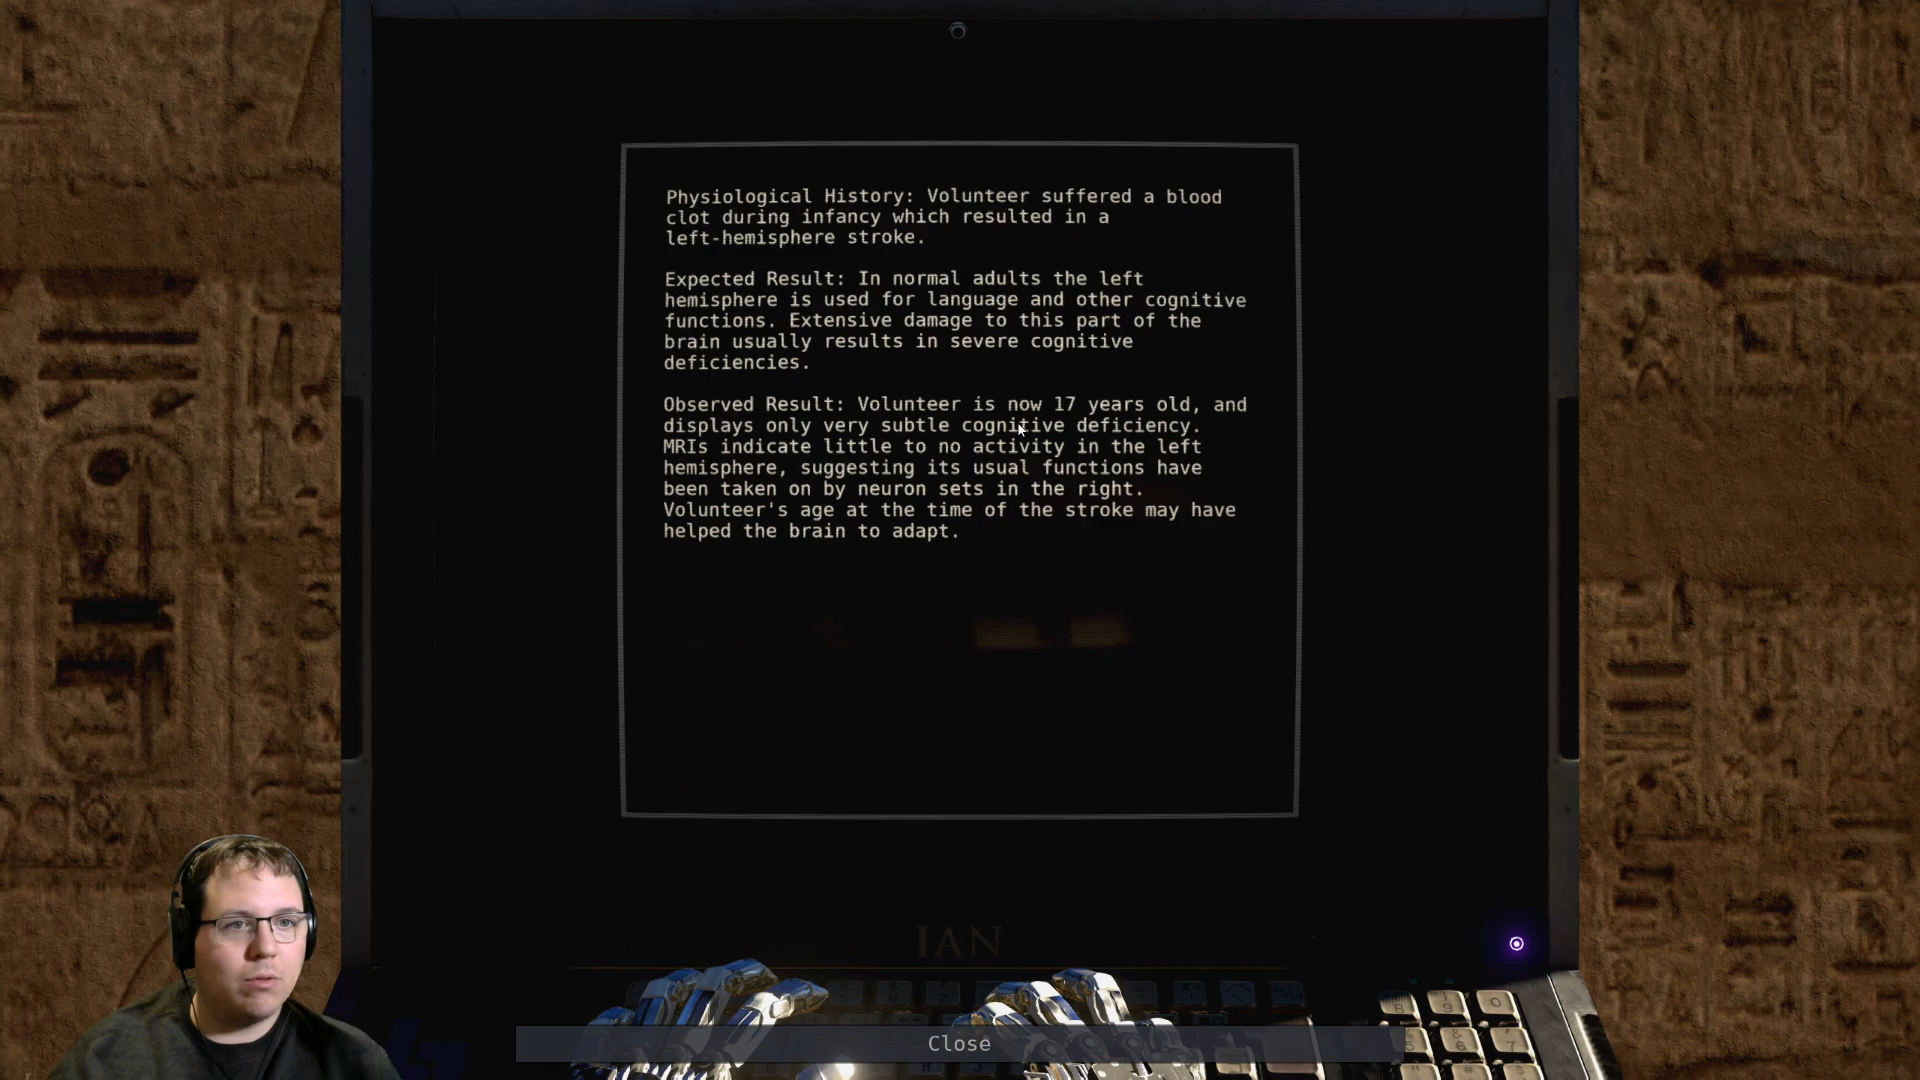 Physiological History: Volunteer suffered a blood
clot during infancy which resulted in a
left-hemisphere stroke.
Expected Result: In normal adults the left
hemisphere is used for language and other cognitive
functions. Extensive damage to this part of the
brain usually results in severe cognitive
deficiencies.
Observed Result: Volunteer is now 17 years old, and
displays only very subtle cognitive deficiency.
MRIs indicate little to no activity in the left
hemisphere, suggesting its usual functions have
been taken on by neuron sets in the right.
Volunteer's age at the time of the stroke may have
helped the brain to adapt.
IAN
Close